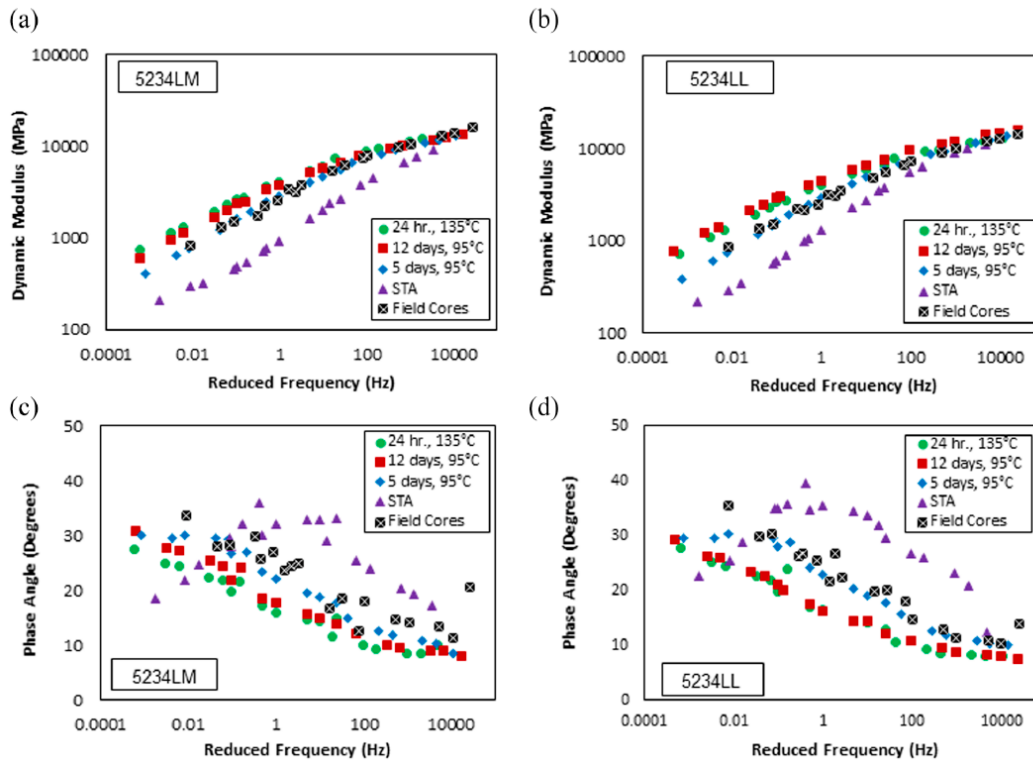 (a)
100000
10000
1000
100
Dynamic Modulus (MPa)
5234LM
24 hr., 135°C
12 days, 95°C
5 days, 95°C
STA
Field Cores
0.0001 0.01 1 100 10000
Reduced Frequency (Hz)
(b)
100000
10000
1000
100
Dynamic Modulus (MPa)
5234LL
24 hr., 135°C
12 days, 95°C
5 days, 95°C
STA
Field Cores
0.0001 0.01 1 100 10000
Reduced Frequency (Hz)
(c)
50
40
30
20
10
0
Phase Angle (Degrees)
24 hr., 135°C
12 days, 95°C
5 days, 95°C
STA
Field Cores
5234LM
0.0001 0.01 1 100 10000
Reduced Frequency (Hz)
(d)
50
40
30
20
10
0
Phase Angle (Degrees)
24 hr., 135°C
12 days, 95°C
5 days, 95°C
STA
Field Cores
5234LL
0.0001 0.01 1 100 10000
Reduced Frequency (Hz)